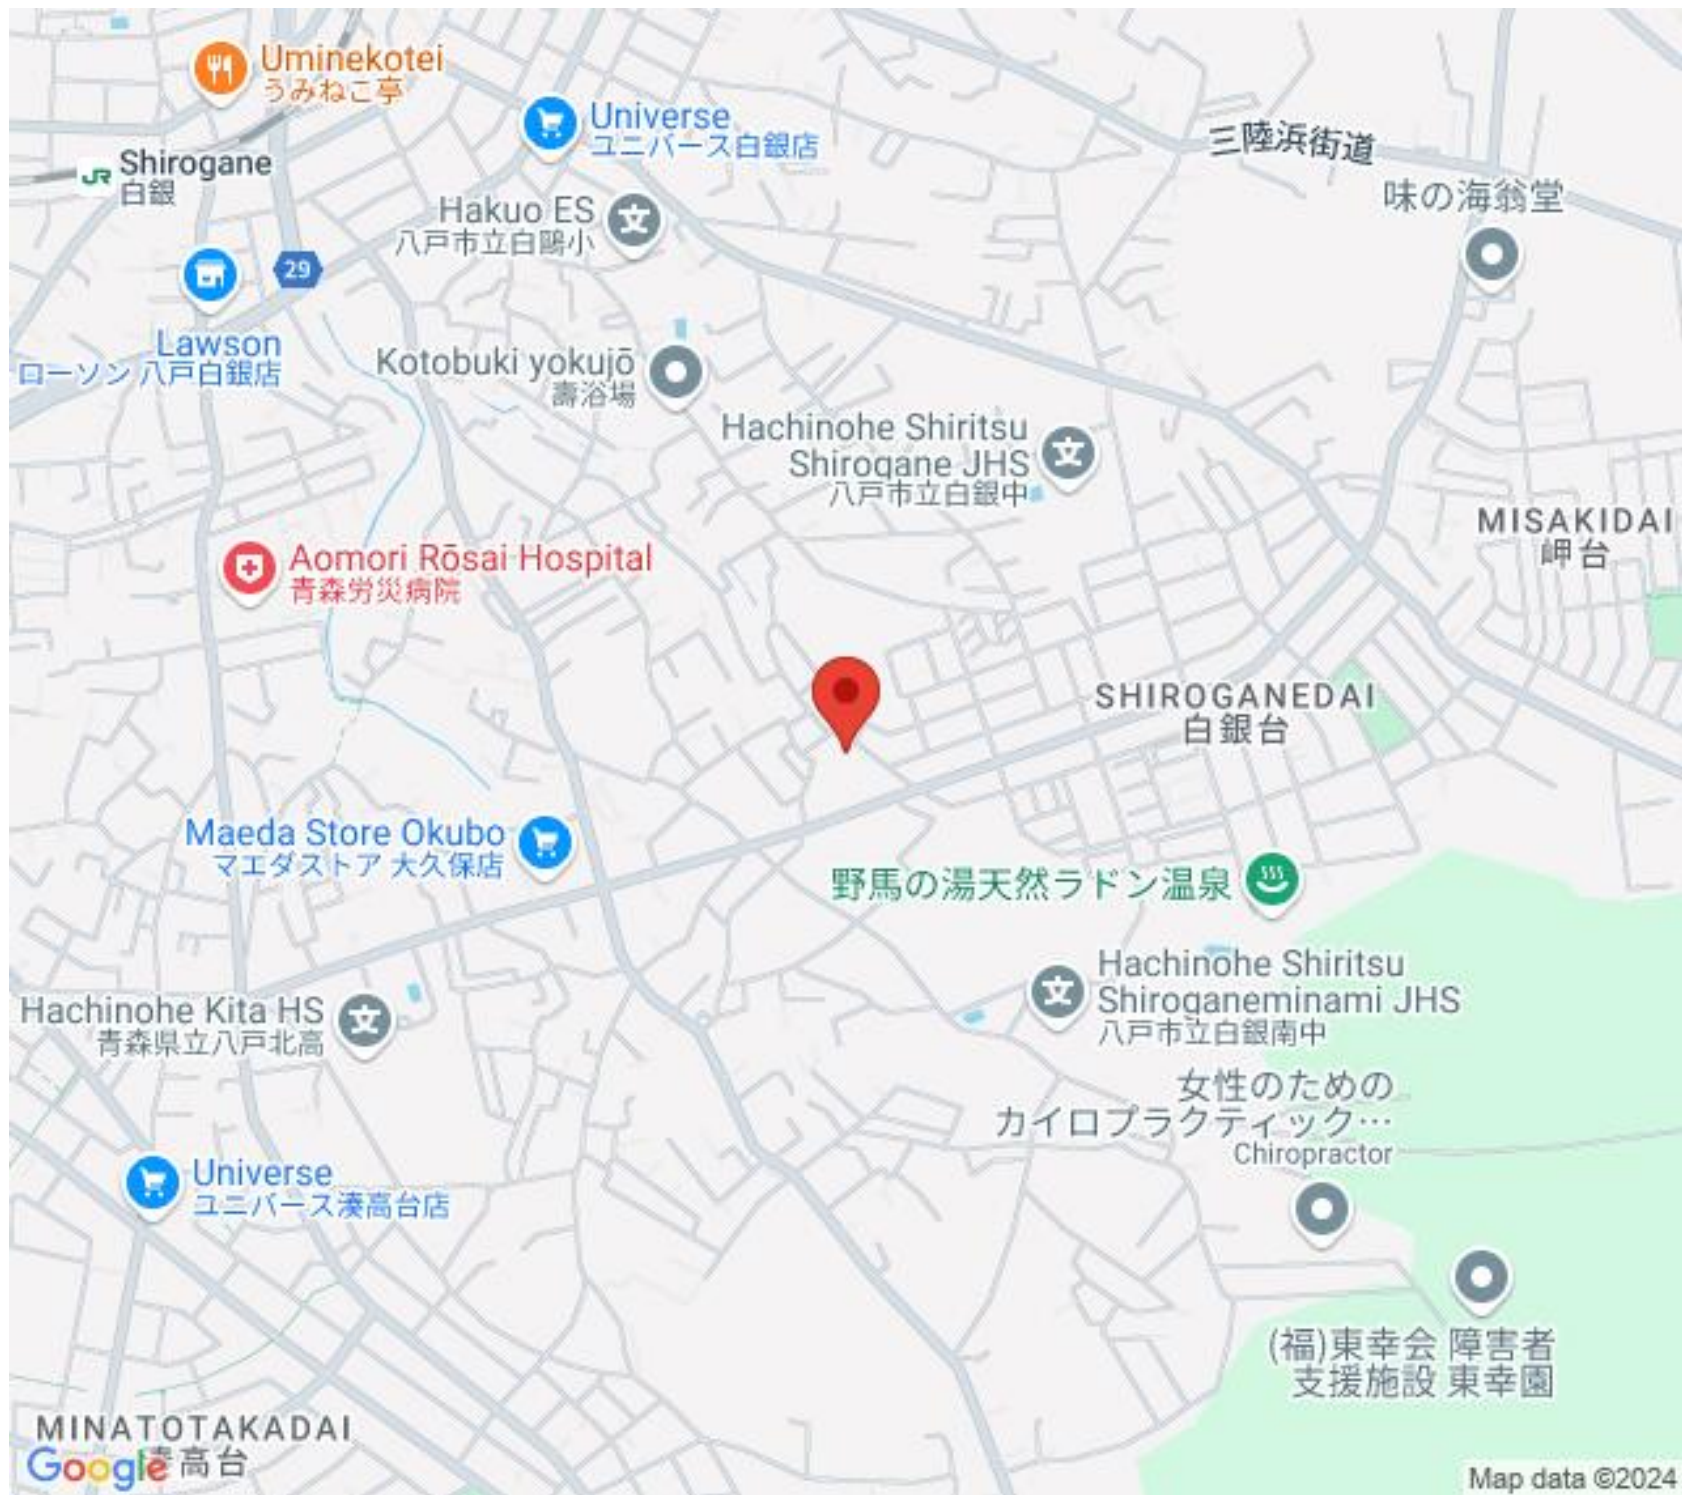 Uminekotei
うみねこ亭
Universe
ユニバース白銀店
三陸浜街道
JR Shirogane
白銀
味の海翁堂
Hakuo ES
八戸市立白鷗小
29
Lawson
ローソン 八戸白銀店
Kotobuki yokujō
壽浴場
Hachinohe Shiritsu
Shirogane JHS
八戸市立白銀中
MISAKIDAI
岬台
Aomori Rōsai Hospital
青森労災病院
SHIROGANEDAI
白銀台
Maeda Store Okubo
マエダストア 大久保店
野馬の湯天然ラドン温泉
Hachinohe Shiritsu
Shiroganeminami JHS
八戸市立白銀南中
Hachinohe Kita HS
青森県立八戸北高
女性のための
カイロプラクティック…
Chiropractor
Universe
ユニバース湊高台店
(福)東幸会 障害者
支援施設 東幸園
MINATOTAKADAI
湊高台
Google
Map data ©2024